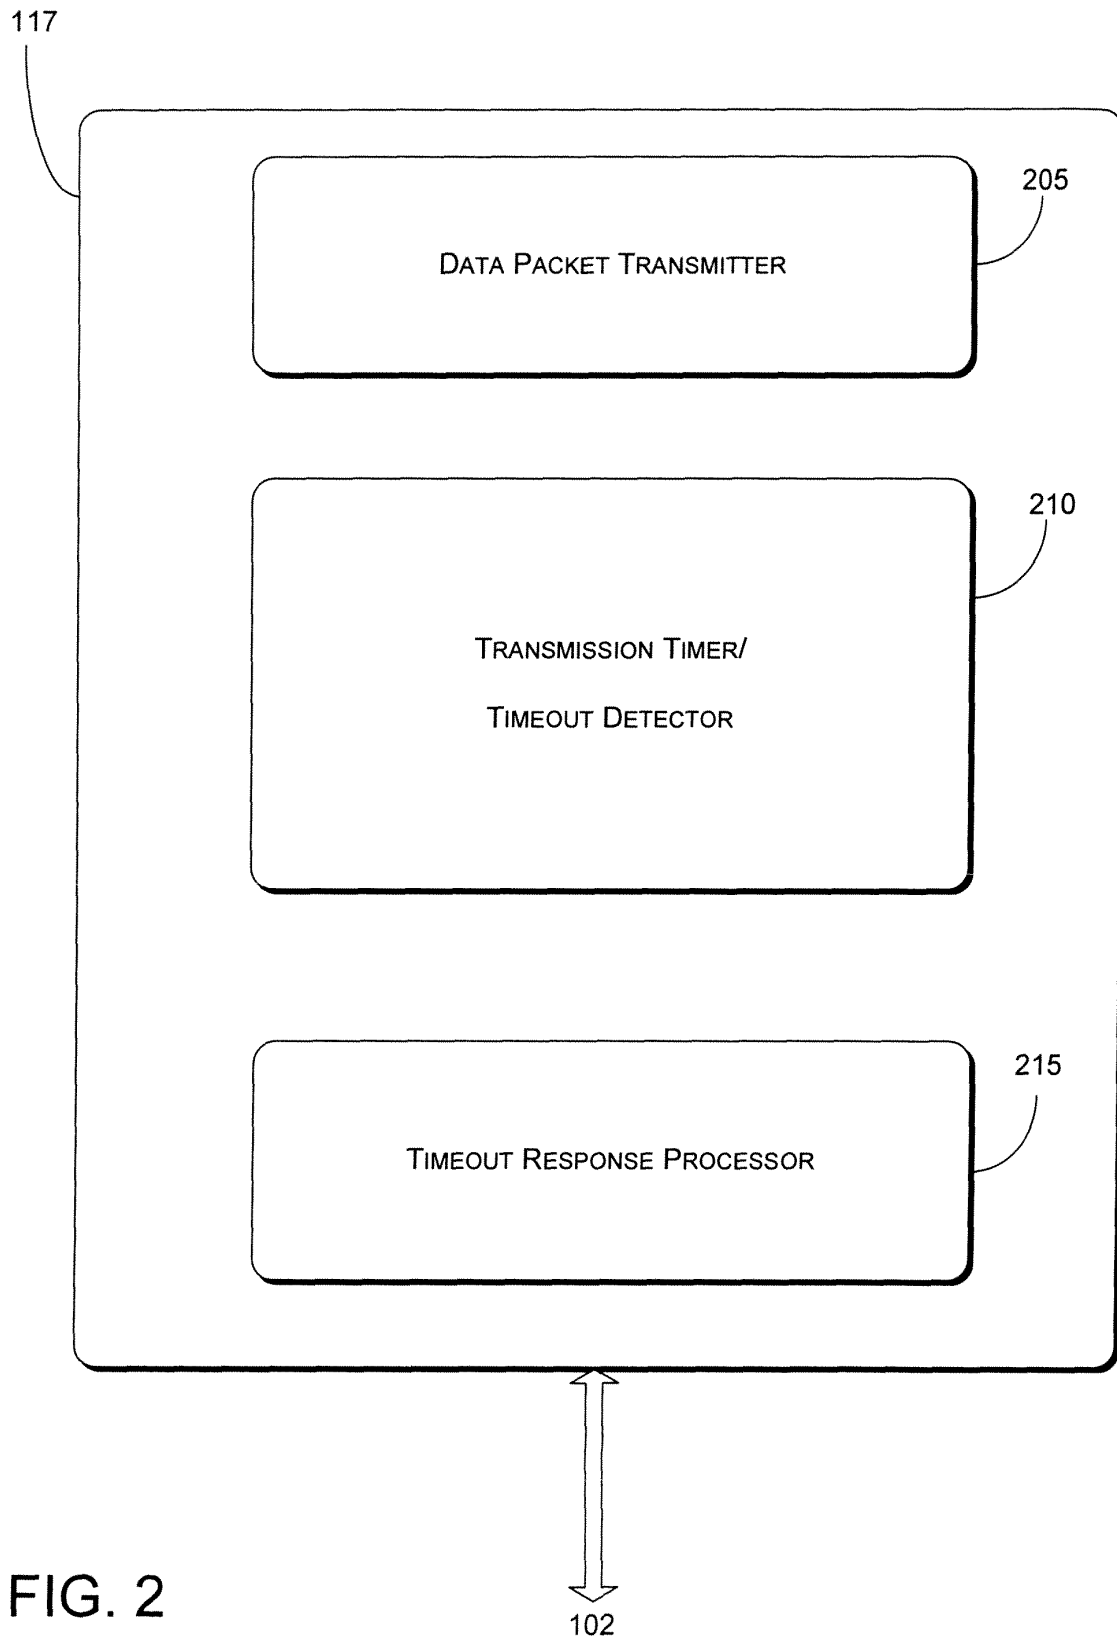 117
205
DATA PACKET TRANSMITTER
210
TRANSMISSION TIMER/
TIMEOUT DETECTOR
215
TIMEOUT RESPONSE PROCESSOR
FIG. 2
102